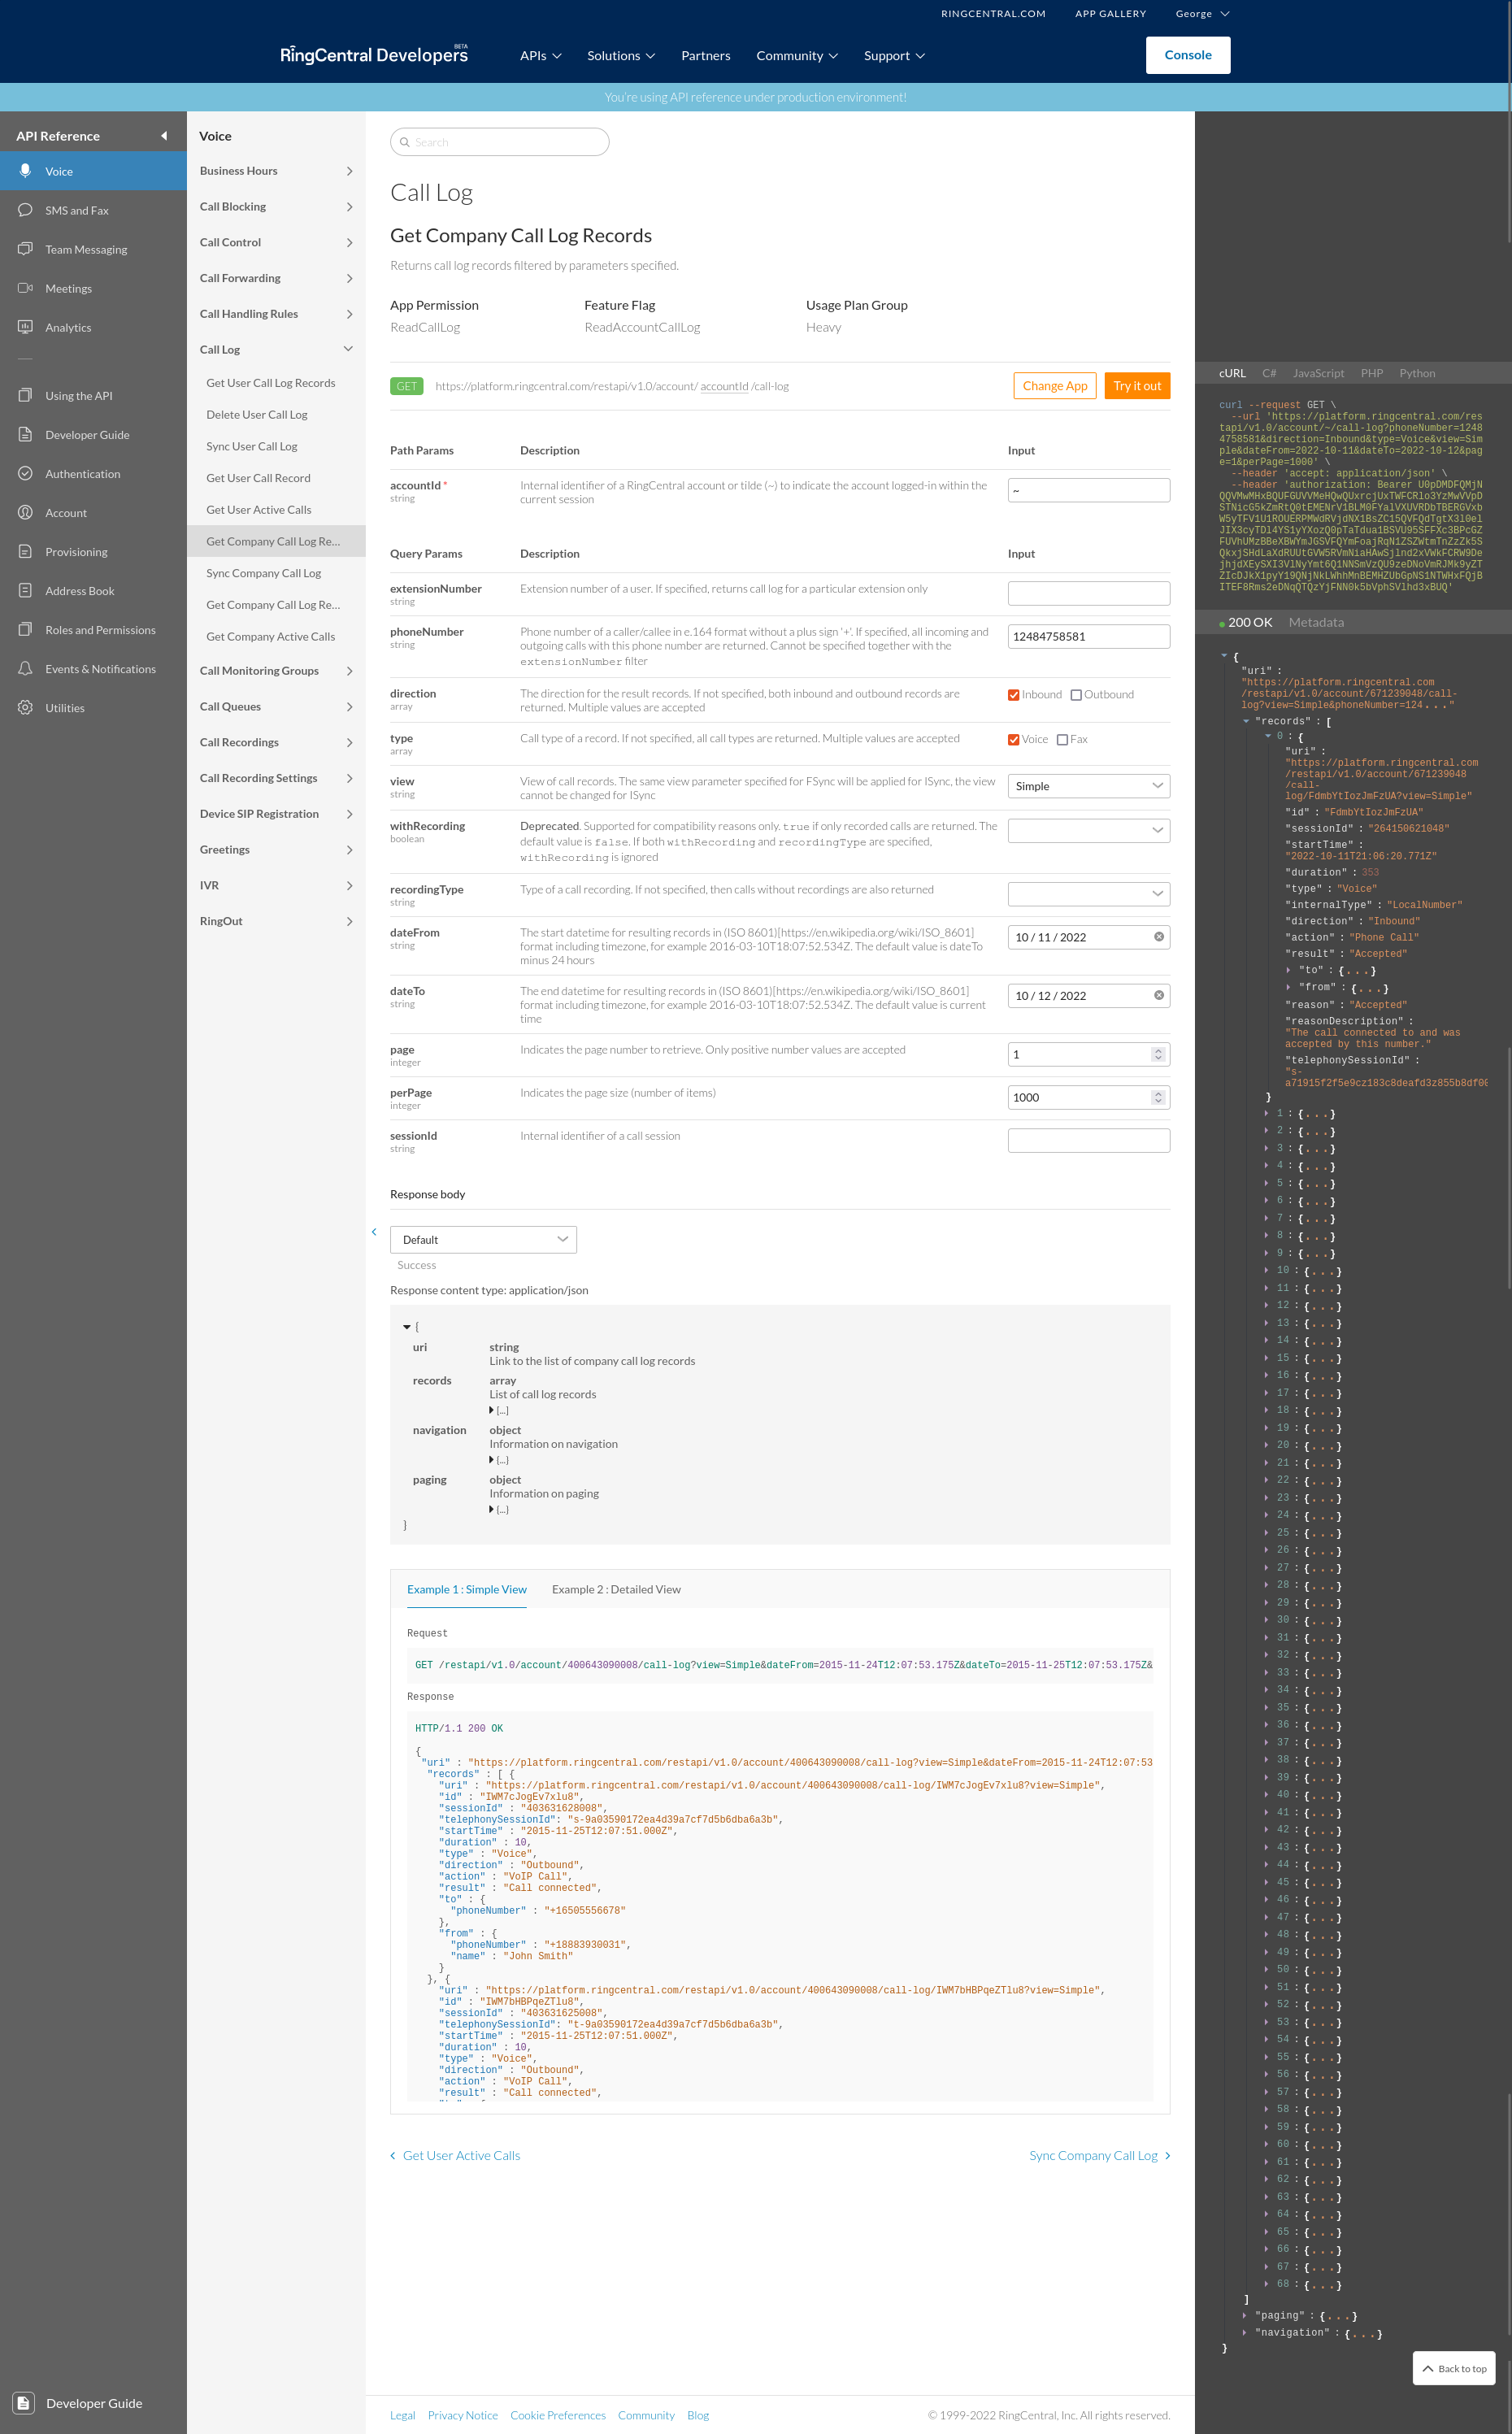 RINGCENTRAL.COM
APP GALLERY
George
RingCentral Developers BETA
APIs
Solutions
Partners
Community
Support
Console
You're using API reference under production environment!
API Reference
Voice
SMS and Fax
Team Messaging
Meetings
Analytics
Using the API
Developer Guide
Authentication
Account
Provisioning
Address Book
Roles and Permissions
Events & Notifications
Utilities
Developer Guide
Voice
Business Hours
Call Blocking
Call Control
Call Forwarding
Call Handling Rules
Call Log
Get User Call Log Records
Delete User Call Log
Sync User Call Log
Get User Call Record
Get User Active Calls
Get Company Call Log Re...
Sync Company Call Log
Get Company Call Log Re...
Get Company Active Calls
Call Monitoring Groups
Call Queues
Call Recordings
Call Recording Settings
Device SIP Registration
Greetings
IVR
RingOut
Search
Call Log
Get Company Call Log Records
Returns call log records filtered by parameters specified.
App Permission
ReadCallLog
Feature Flag
ReadAccountCallLog
Usage Plan Group
Heavy
GET https://platform.ringcentral.com/restapi/v1.0/account/ accountId /call-log
Change App
Try it out
Path Params Description Input
accountId * 
string
Internal identifier of a RingCentral account or tilde (~) to indicate the account logged-in within the
current session
~
Query Params Description Input
extensionNumber
string
Extension number of a user. If specified, returns call log for a particular extension only
phoneNumber
string
Phone number of a caller/callee in e.164 format without a plus sign '+'. If specified, all incoming and
outgoing calls with this phone number are returned. Cannot be specified together with the
extensionNumber filter
12484758581
direction
array
The direction for the result records. If not specified, both inbound and outbound records are
returned. Multiple values are accepted
Inbound Outbound
type
array
Call type of a record. If not specified, all call types are returned. Multiple values are accepted
Voice Fax
view
string
View of call records. The same view parameter specified for FSync will be applied for ISync, the view
cannot be changed for ISync
Simple
withRecording
boolean
Deprecated. Supported for compatibility reasons only. true if only recorded calls are returned. The
default value is false. If both withRecording and recordingType are specified,
withRecording is ignored
recordingType
string
Type of a call recording. If not specified, then calls without recordings are also returned
dateFrom
string
The start datetime for resulting records in (ISO 8601)[https://en.wikipedia.org/wiki/ISO_8601]
format including timezone, for example 2016-03-10T18:07:52.534Z. The default value is dateTo
minus 24 hours
10 / 11 / 2022
dateTo
string
The end datetime for resulting records in (ISO 8601)[https://en.wikipedia.org/wiki/ISO_8601]
format including timezone, for example 2016-03-10T18:07:52.534Z. The default value is current
time
10 / 12 / 2022
page
integer
Indicates the page number to retrieve. Only positive number values are accepted
1
perPage
integer
Indicates the page size (number of items)
1000
sessionId
string
Internal identifier of a call session
Response body
Default
Success
Response content type: application/json
{
uri string
Link to the list of company call log records
records array
List of call log records
[...]
navigation object
Information on navigation
{...}
paging object
Information on paging
{...}
}
Example 1 : Simple View
Example 2 : Detailed View
Request
GET /restapi/v1.0/account/400643090008/call-log?view=Simple&dateFrom=2015-11-24T12:07:53.175Z&dateTo=2015-11-25T12:07:53.175Z&
Response
HTTP/1.1 200 OK
{
"uri" : "https://platform.ringcentral.com/restapi/v1.0/account/400643090008/call-log?view=Simple&dateFrom=2015-11-24T12:07:53
"records" : [ {
"uri" : "https://platform.ringcentral.com/restapi/v1.0/account/400643090008/call-log/IWM7cJogEv7xlu8?view=Simple",
"id" : "IWM7cJogEv7xlu8",
"sessionId" : "403631628008",
"telephonySessionId": "s-9a03590172ea4d39a7cf7d5b6dba6a3b",
"startTime" : "2015-11-25T12:07:51.000Z",
"duration" : 10,
"type" : "Voice",
"direction" : "Outbound",
"action" : "VoIP Call",
"result" : "Call connected",
"to" : {
"phoneNumber" : "+16505556678"
},
"from" : {
"phoneNumber" : "+18883930031",
"name" : "John Smith"
}
}, {
"uri" : "https://platform.ringcentral.com/restapi/v1.0/account/400643090008/call-log/IWM7bHBPqeZTlu8?view=Simple",
"id" : "IWM7bHBPqeZTlu8",
"sessionId" : "403631625008",
"telephonySessionId": "t-9a03590172ea4d39a7cf7d5b6dba6a3b",
"startTime" : "2015-11-25T12:07:51.000Z",
"duration" : 10,
"type" : "Voice",
"direction" : "Outbound",
"action" : "VoIP Call",
"result" : "Call connected",
Get User Active Calls
Sync Company Call Log
Legal Privacy Notice Cookie Preferences Community Blog
© 1999-2022 RingCentral, Inc. All rights reserved.
cURL C# JavaScript PHP Python
curl --request GET \
--url 'https://platform.ringcentral.com/res
tapi/v1.0/account/~/call-log?phoneNumber=1248
4758581&direction=Inbound&type=Voice&view=Sim
ple&dateFrom=2022-10-11&dateTo=2022-10-12&pag
e=1&perPage=1000' \
--header 'accept: application/json' \
--header 'authorization: Bearer
200 OK Metadata
{
"uri" :
"https://platform.ringcentral.com
/restapi/v1.0/account/671239048/call-
log?view=Simple&phoneNumber=124..."
"records" : [
0 : {
"uri" :
"https://platform.ringcentral.com
/restapi/v1.0/account/671239048
/call-
log/FdmbYtIozJmFzUA?view=Simple"
"id" : "FdmbYtIozJmFzUA"
"sessionId" : "264150621048"
"startTime" :
"2022-10-11T21:06:20.771Z"
"duration" : 353
"type" : "Voice"
"internalType" : "LocalNumber"
"direction" : "Inbound"
"action" : "Phone Call"
"result" : "Accepted"
"to" : {...}
"from" : {...}
"reason" : "Accepted"
"reasonDescription" :
"The call connected to and was
accepted by this number."
"telephonySessionId" :
"s-
a71915f2f5e9cz183c8deafd3z855b8df00
}
1 : {...}
2 : {...}
3 : {...}
4 : {...}
5 : {...}
6 : {...}
7 : {...}
8 : {...}
9 : {...}
10 : {...}
11 : {...}
12 : {...}
13 : {...}
14 : {...}
15 : {...}
16 : {...}
17 : {...}
18 : {...}
19 : {...}
20 : {...}
21 : {...}
22 : {...}
23 : {...}
24 : {...}
25 : {...}
26 : {...}
27 : {...}
28 : {...}
29 : {...}
30 : {...}
31 : {...}
32 : {...}
33 : {...}
34 : {...}
35 : {...}
36 : {...}
37 : {...}
38 : {...}
39 : {...}
40 : {...}
41 : {...}
42 : {...}
43 : {...}
44 : {...}
45 : {...}
46 : {...}
47 : {...}
48 : {...}
49 : {...}
50 : {...}
51 : {...}
52 : {...}
53 : {...}
54 : {...}
55 : {...}
56 : {...}
57 : {...}
58 : {...}
59 : {...}
60 : {...}
61 : {...}
62 : {...}
63 : {...}
64 : {...}
65 : {...}
66 : {...}
67 : {...}
68 : {...}
]
"paging" : {...}
"navigation" : {...}
}
Back to top